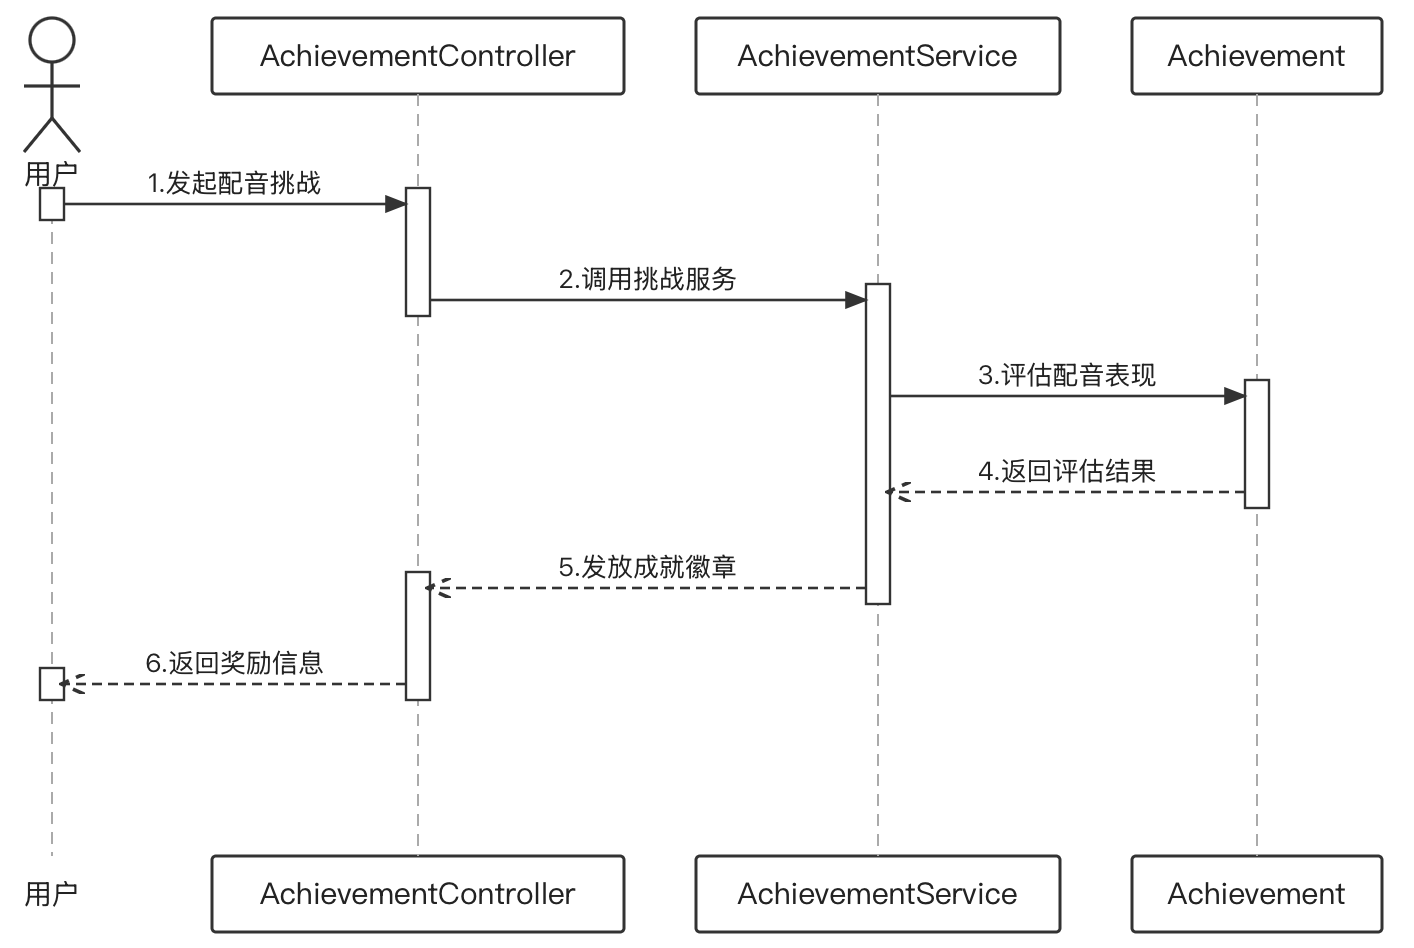 AchievementController
AchievementService
Achievement
用户
1.发起配音挑战
2.调用挑战服务
3.评估配音表现
4.返回评估结果
5.发放成就徽章
6.返回奖励信息
用户
AchievementController
AchievementService
Achievement